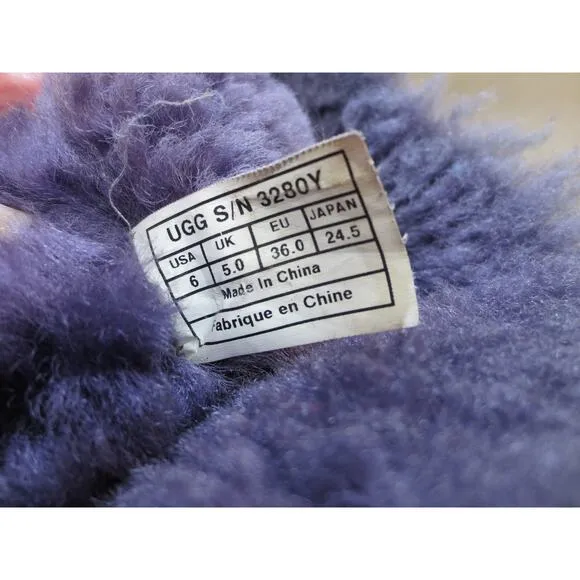 UGG S/N 3280Y
USA UK EU JAPAN
6 5.0 36.0 24.5
Made In China
Fabrique en Chine